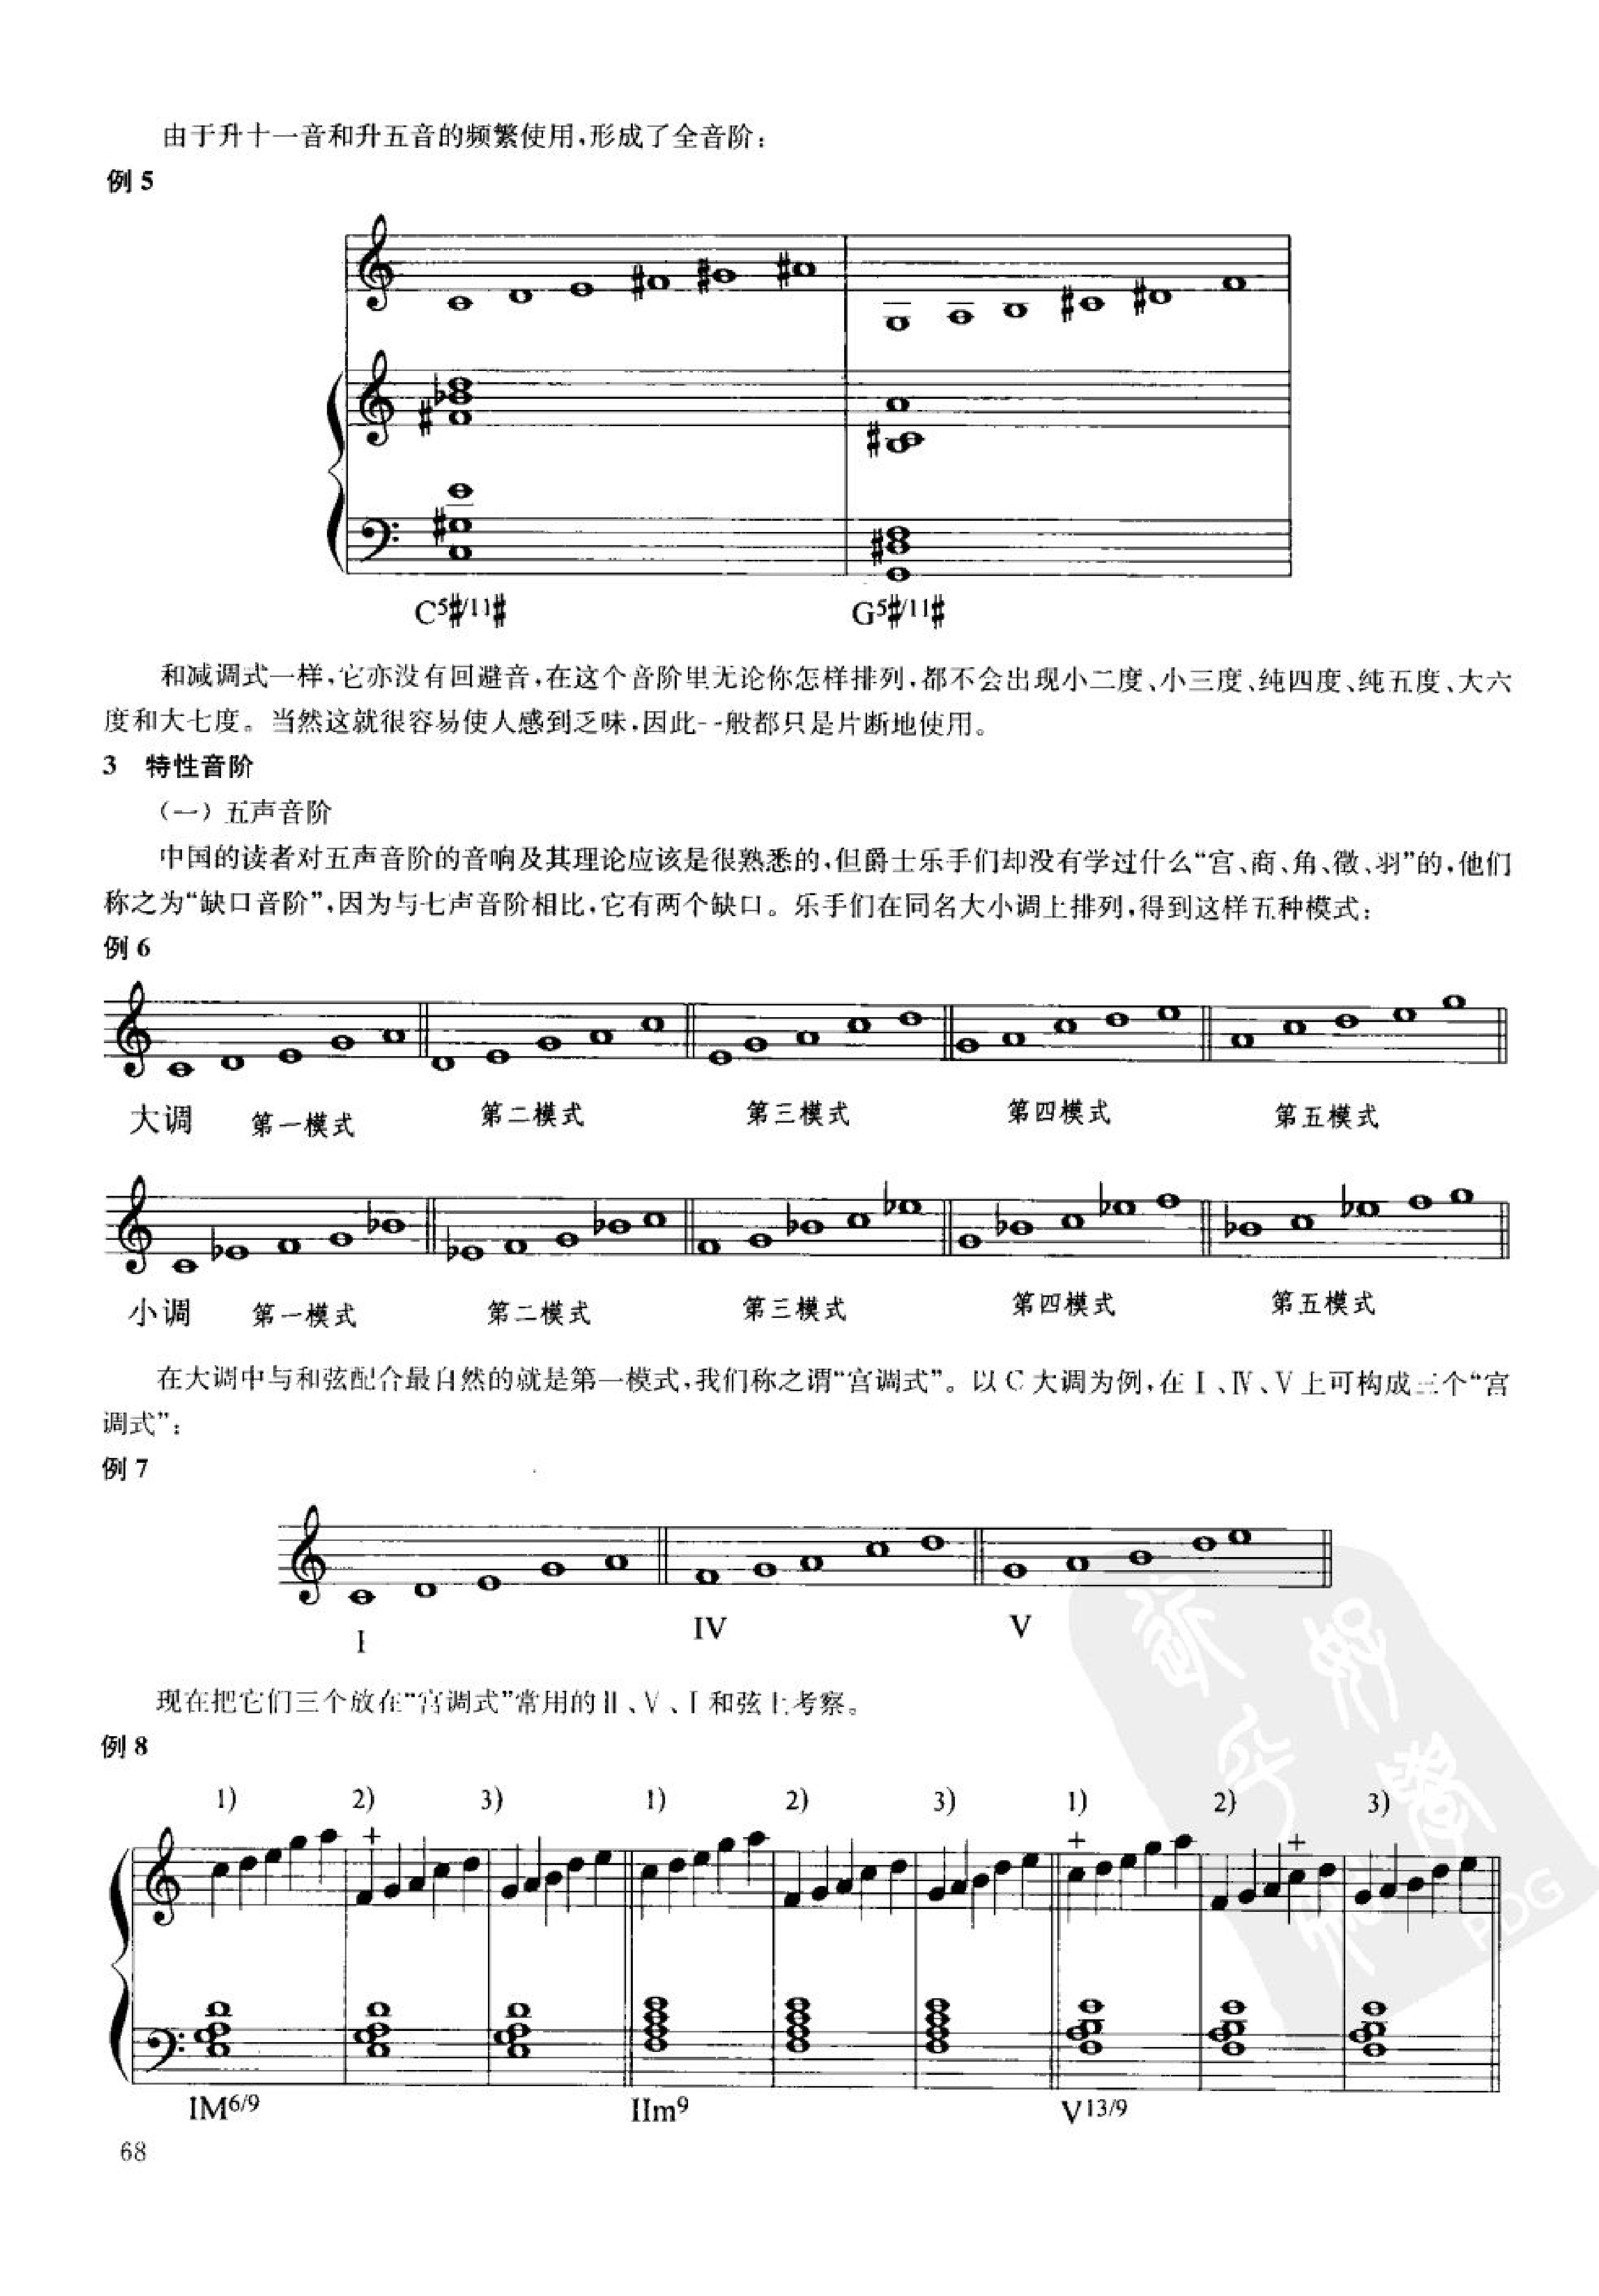 由于升十一音和升五音的频繁使用,形成了全音阶:
例 5
C5#/11# G5#/11#
和减调式一样,它亦没有回避音,在这个音阶里无论你怎样排列,都不会出现小二度、小三度、纯四度、纯五度、大六
度和大七度。当然这就很容易使人感到乏味,因此一般都只是片断地使用。
3 特性音阶
(一)五声音阶
中国的读者对五声音阶的音响及其理论应该是很熟悉的,但爵士乐手们却没有学过什么“宫、商、角、徵、羽”的,他们
称之为“缺口音阶”,因为与七声音阶相比,它有两个缺口。乐手们在同名大小调上排列,得到这样五种模式:
例 6
大调 第一模式 第二模式 第三模式 第四模式 第五模式
小调 第一模式 第二模式 第三模式 第四模式 第五模式
在大调中与和弦配合最自然的就是第一模式,我们称之谓“宫调式”。以 C 大调为例,在 Ⅰ、Ⅳ、Ⅴ上可构成三个“宫
调式”:
例 7
I IV V
现在把它们三个放在“宫调式”常用的Ⅱ、Ⅴ、Ⅰ和弦上考察。
例 8
1) 2) 3) 1) 2) 3) 1) 2) 3)
IM6/9 IIm9 V13/9
68
PDG